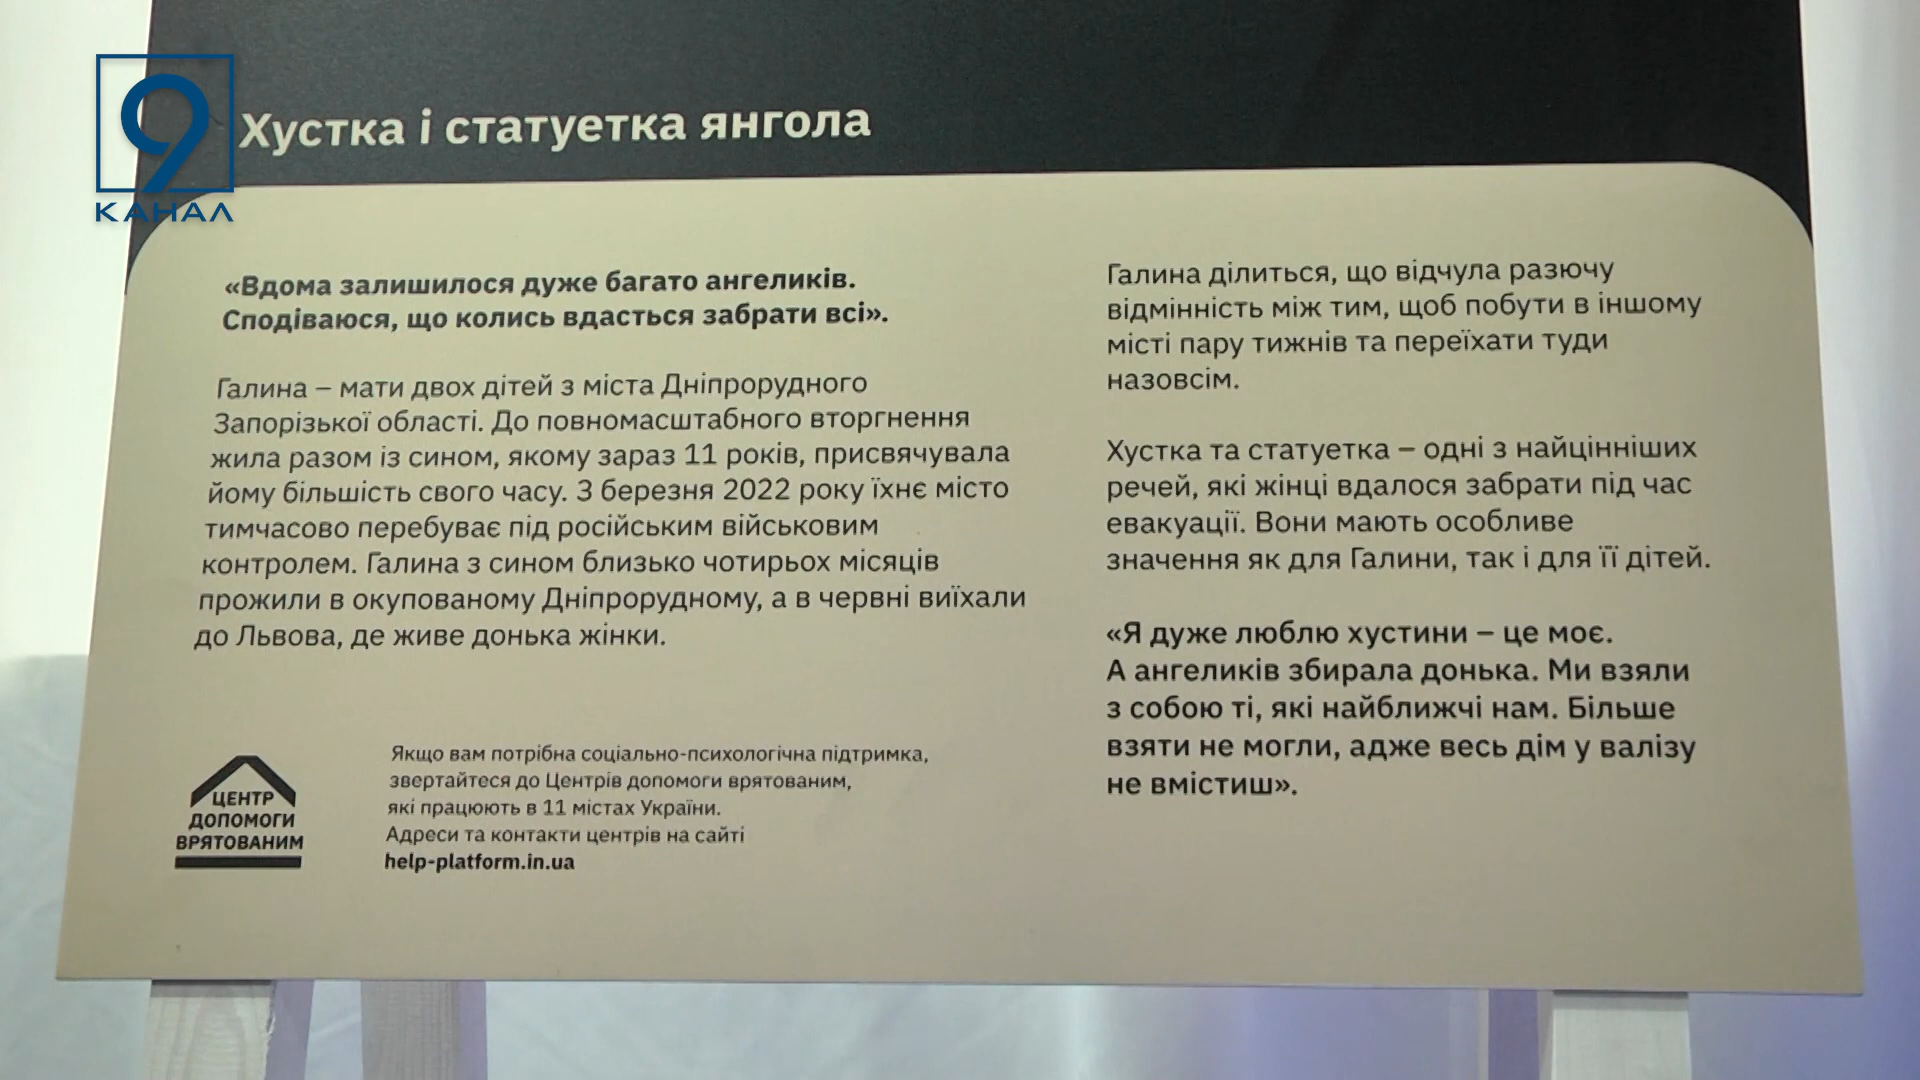 9
КАНАЛ
Хустка і статуетка янгола
«Вдома залишилося дуже багато ангеликів.
Сподіваюся, що колись вдасться забрати всі».
Галина – мати двох дітей з міста Дніпрорудного
Запорізької області. До повномасштабного вторгнення
жила разом із сином, якому зараз 11 років, присвячувала
йому більшість свого часу. З березня 2022 року їхнє місто
тимчасово перебуває під російським військовим
контролем. Галина з сином близько чотирьох місяців
прожили в окупованому Дніпрорудному, а в червні виїхали
до Львова, де живе донька жінки.
ЦЕНТР
ДОПОМОГИ
ВРЯТОВАНИМ
Якщо вам потрібна соціально-психологічна підтримка,
звертайтеся до Центрів допомоги врятованим,
які працюють в 11 містах України.
Адреси та контакти центрів на сайті
help-platform.in.ua
Галина ділиться, що відчула разючу
відмінність між тим, щоб побути в іншому
місті пару тижнів та переїхати туди
назовсім.
Хустка та статуетка – одні з найцінніших
речей, які жінці вдалося забрати під час
евакуації. Вони мають особливе
значення як для Галини, так і для її дітей.
«Я дуже люблю хустини – це моє.
А ангеликів збирала донька. Ми взяли
з собою ті, які найближчі нам. Більше
взяти не могли, адже весь дім у валізу
не вмістиш».